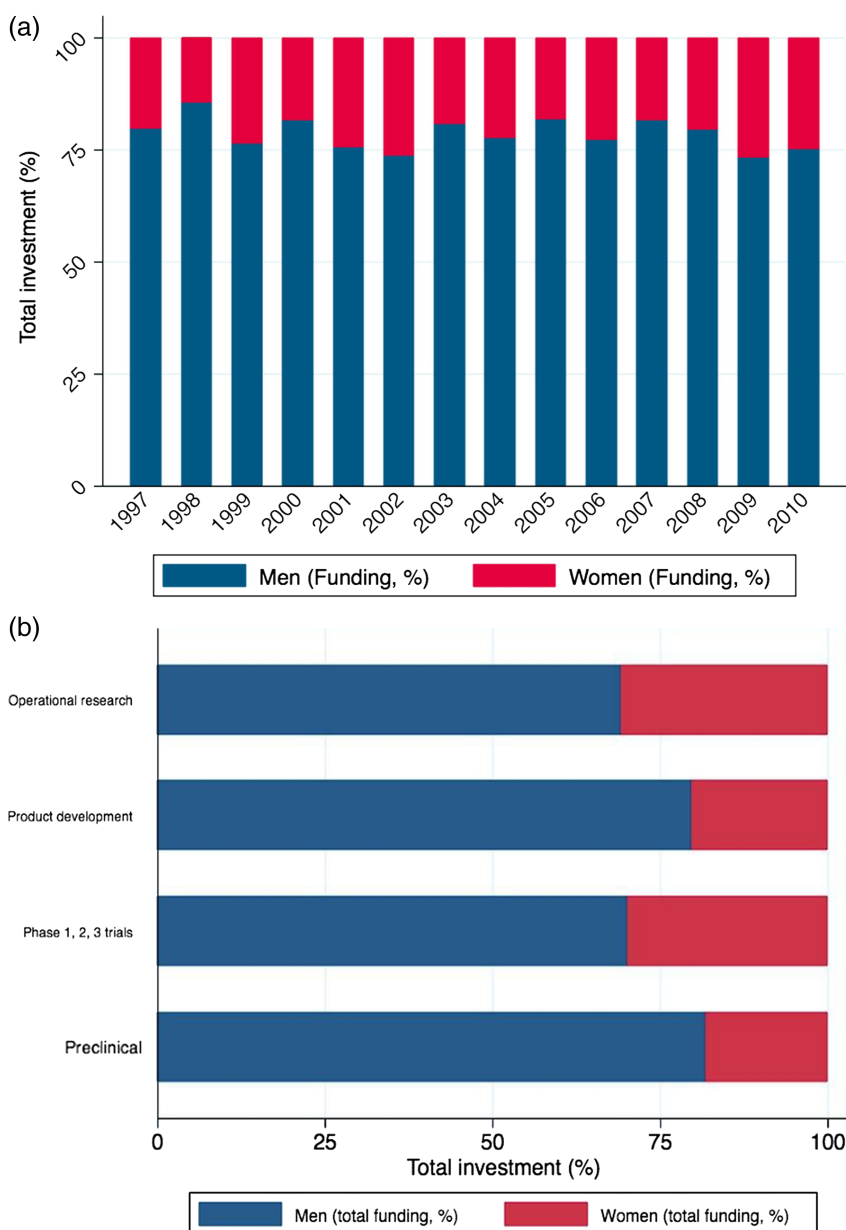 (a)
100
75
50
25
0
Total investment (%)
1997 1998 1999 2000 2001 2002 2003 2004 2005 2006 2007 2008 2009 2010
Men (Funding, %) Women (Funding, %)
(b)
Operational research
Product development
Phase 1, 2, 3 trials
Preclinical
0 25 50 75 100
Total investment (%)
Men (total funding, %) Women (total funding, %)